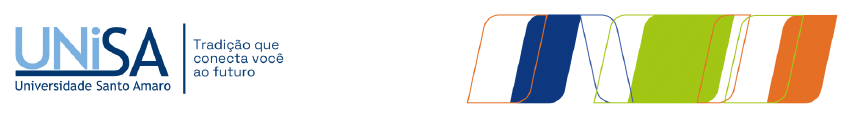 UNiSA
Universidade Santo Amaro
Tradição que
conecta você
ao futuro